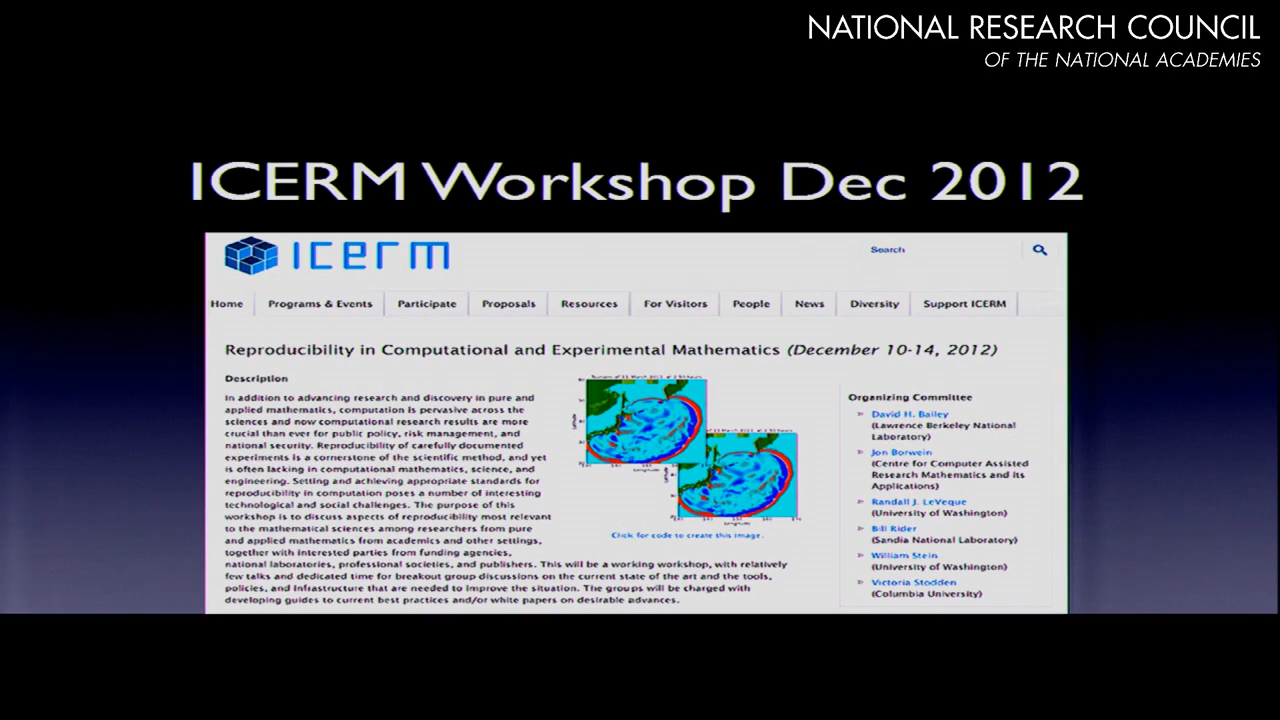 NATIONAL RESEARCH COUNCIL
OF THE NATIONAL ACADEMIES
ICERM Workshop Dec 2012
icerm
Search
Home Programs & Events Participate Proposals Resources For Visitors People News Diversity Support ICERM
Reproducibility in Computational and Experimental Mathematics (December 10-14, 2012)
Description
In addition to advancing research and discovery in pure and
applied mathematics, computation is pervasive across the
sciences and now computational research results are more
crucial than ever for public policy, risk management, and
national security. Reproducibility of carefully documented
experiments is a cornerstone of the scientific method, and yet
is often lacking in computational mathematics, science, and
engineering. Setting and achieving appropriate standards for
reproducibility in computation poses a number of interesting
technological and social challenges. The purpose of this
workshop is to discuss aspects of reproducibility most relevant
to the mathematical sciences among researchers from pure
and applied mathematics from academics and other settings,
together with interested parties from funding agencies,
national laboratories, professional societies, and publishers. This will be a working workshop, with relatively
few talks and dedicated time for breakout group discussions on the current state of the art and the tools,
policies, and infrastructure that are needed to improve the situation. The groups will be charged with
developing guides to current best practices and/or white papers on desirable advances.
Latitude
Longitude
Longitude
Click for code to create this image.
Organizing Committee
David H. Bailey
(Lawrence Berkeley National
Laboratory)
Jon Borwein
(Centre for Computer Assisted
Research Mathematics and its
Applications)
Randall J. LeVeque
(University of Washington)
Bill Rider
(Sandia National Laboratory)
William Stein
(University of Washington)
Victoria Stodden
(Columbia University)